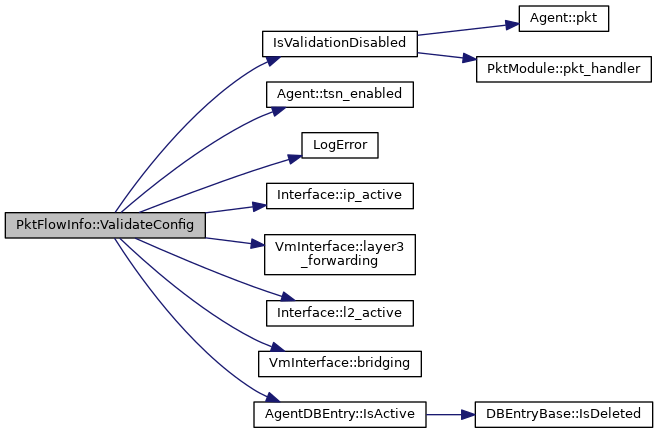 Agent::pkt
IsValidationDisabled
PktModule::pkt_handler
Agent::tsn_enabled
LogError
Interface::ip_active
PktFlowInfo::ValidateConfig
VmInterface::layer3
_forwarding
Interface::l2_active
VmInterface::bridging
AgentDBEntry::IsActive
DBEntryBase::IsDeleted